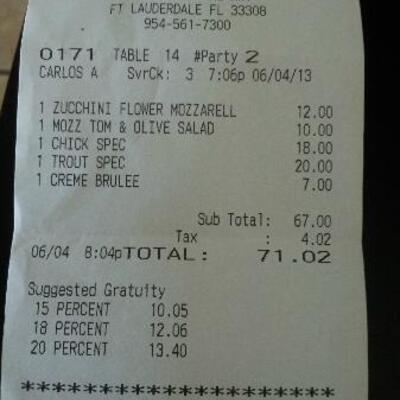 FT LAUDERDALE FL 33308
954-561-7300
0171 TABLE 14 #Party 2
CARLOS A SvrCk: 3 7:06p 06/04/13
1 ZUCCHINI FLOWER MOZZARELL 12.00
1 MOZZ TOM & OLIVE SALAD 10.00
1 CHICK SPEC 18.00
1 TROUT SPEC 20.00
1 CREME BRULEE 7.00
Sub Total: 67.00
Tax : 4.02
06/04 8:04pTOTAL: 71.02
Suggested Gratuity
15 PERCENT 10.05
18 PERCENT 12.06
20 PERCENT 13.40
************************